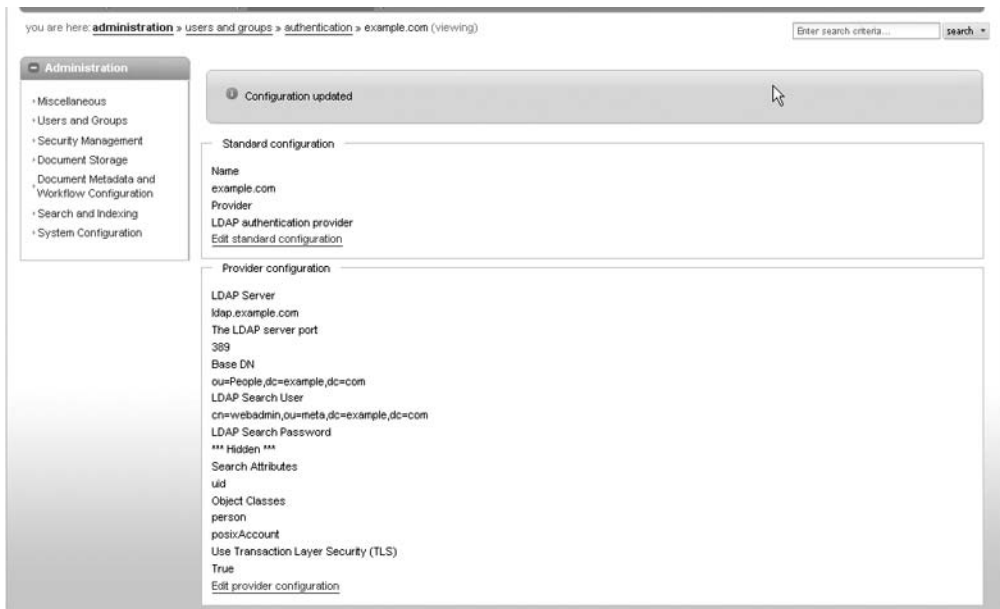 you are here: administration » users and groups » authentication » example.com (viewing)
Enter search criteria...
search
Administration
Miscellaneous
Users and Groups
Security Management
Document Storage
Document Metadata and
Workflow Configuration
Search and Indexing
System Configuration
Configuration updated
Standard configuration
Name
example.com
Provider
LDAP authentication provider
Edit standard configuration
Provider configuration
LDAP Server
ldap.example.com
The LDAP server port
389
Base DN
ou=People,dc=example,dc=com
LDAP Search User
cn=webadmin,ou=meta,dc=example,dc=com
LDAP Search Password
*** Hidden ***
Search Attributes
uid
Object Classes
person
posixAccount
Use Transaction Layer Security (TLS)
True
Edit provider configuration